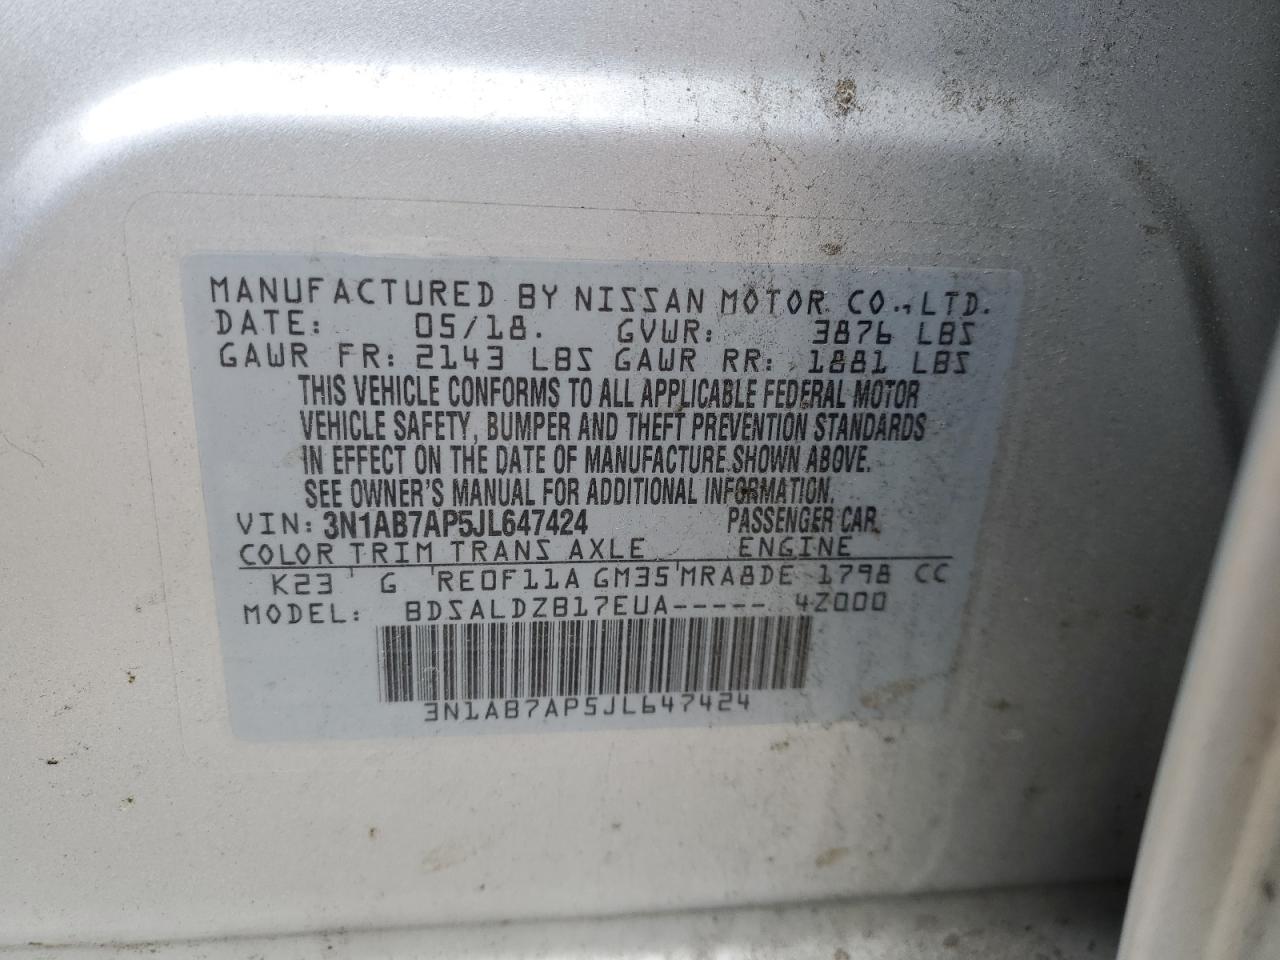 MANUFACTURED BY NISSAN MOTOR CO., LTD.
DATE: 05/18. GVWR: 3876 LBS
GAWR FR: 2143 LBS GAWR RR: 1881 LBS
THIS VEHICLE CONFORMS TO ALL APPLICABLE FEDERAL MOTOR
VEHICLE SAFETY, BUMPER AND THEFT PREVENTION STANDARDS
IN EFFECT ON THE DATE OF MANUFACTURE SHOWN ABOVE.
SEE OWNER'S MANUAL FOR ADDITIONAL INFORMATION.
VIN: 3N1AB7AP5JL647424 PASSENGER CAR
COLOR TRIM TRANS AXLE ENGINE
K23 G RE0F11A GM35 MRA8DE 1798 CC
MODEL: BDSALDZB17EUA----- 4Z000
3N1AB7AP5JL647424